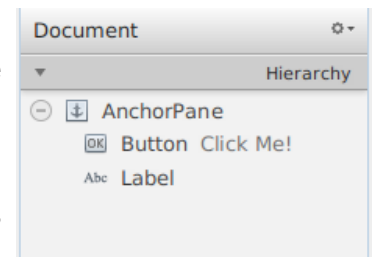 Document
Hierarchy
AnchorPane
OK Button Click Me!
Abc Label